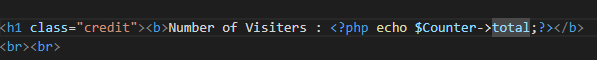 <h1 class="credit"><b>Number of Visiters : <?php echo $Counter->total;?></b>
<br><br>